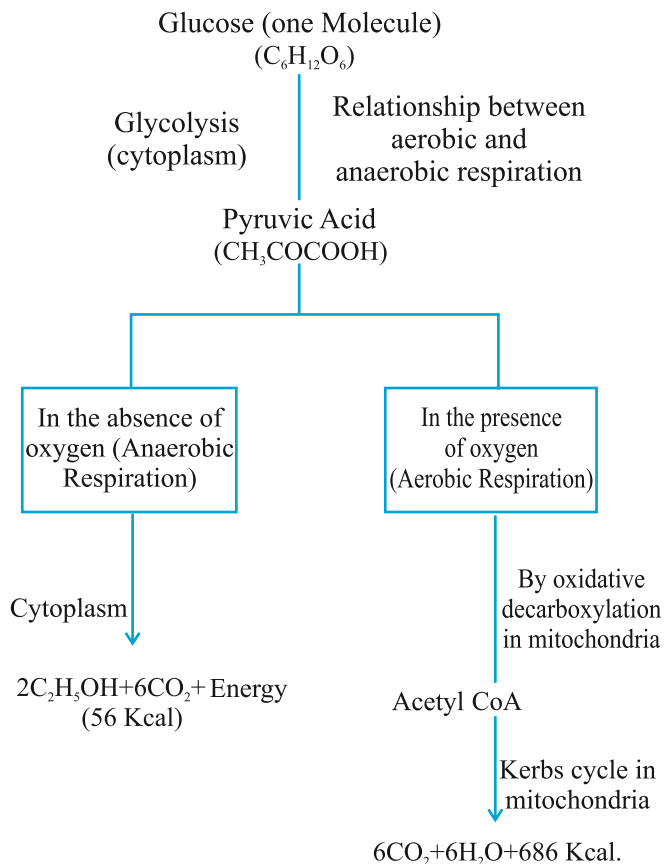 Glucose (one Molecule)
(C₆H₁₂O₆)
Glycolysis
(cytoplasm)
Relationship between
aerobic and
anaerobic respiration
Pyruvic Acid
(CH₃COCOOH)
In the absence of
oxygen (Anaerobic
Respiration)
In the presence
of oxygen
(Aerobic Respiration)
Cytoplasm
2C₂H₅OH+6CO₂+ Energy
(56 Kcal)
By oxidative
decarboxylation
in mitochondria
Acetyl CoA
Kerbs cycle in
mitochondria
6CO₂+6H₂O+686 Kcal.